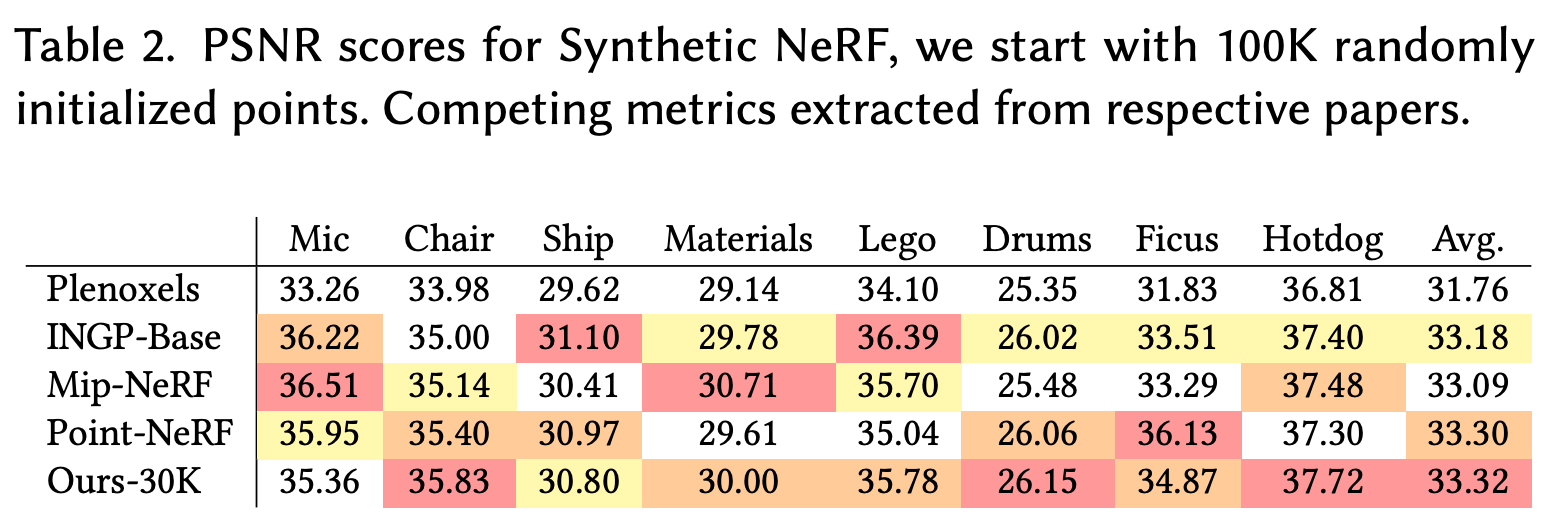 Table 2. PSNR scores for Synthetic NeRF, we start with 100K randomly
initialized points. Competing metrics extracted from respective papers.
Mic Chair Ship Materials Lego Drums Ficus Hotdog Avg.
Plenoxels 33.26 33.98 29.62 29.14 34.10 25.35 31.83 36.81 31.76
INGP-Base 36.22 35.00 31.10 29.78 36.39 26.02 33.51 37.40 33.18
Mip-NeRF 36.51 35.14 30.41 30.71 35.70 25.48 33.29 37.48 33.09
Point-NeRF 35.95 35.40 30.97 29.61 35.04 26.06 36.13 37.30 33.30
Ours-30K 35.36 35.83 30.80 30.00 35.78 26.15 34.87 37.72 33.32